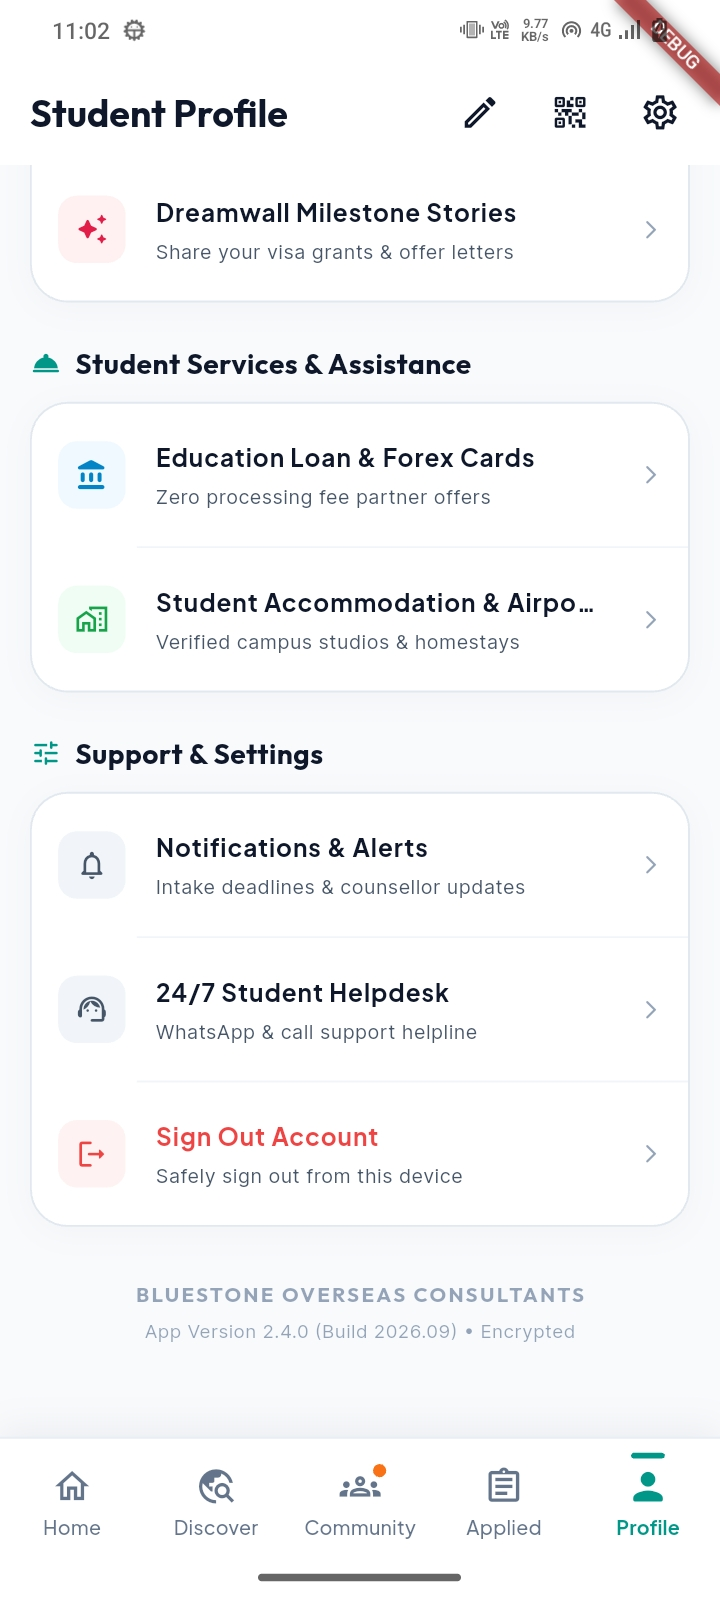 11:02
Vo) LTE
9.77 KB/s
4G
DEBUG
Student Profile
Dreamwall Milestone Stories
Share your visa grants & offer letters
Student Services & Assistance
Education Loan & Forex Cards
Zero processing fee partner offers
Student Accommodation & Airpo...
Verified campus studios & homestays
Support & Settings
Notifications & Alerts
Intake deadlines & counsellor updates
24/7 Student Helpdesk
WhatsApp & call support helpline
Sign Out Account
Safely sign out from this device
BLUESTONE OVERSEAS CONSULTANTS
App Version 2.4.0 (Build 2026.09) • Encrypted
Home
Discover
Community
Applied
Profile